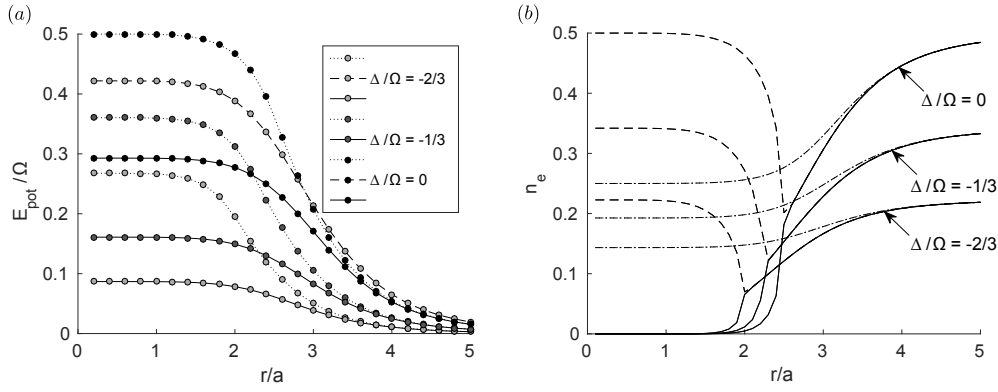 (a)
0.5
0.4
0.3
0.2
0.1
0
E_pot/Ω
0 1 2 3 4 5
r/a
Δ/Ω = -2/3
Δ/Ω = -1/3
Δ/Ω = 0
(b)
0.5
0.4
0.3
0.2
0.1
0
n_e
0 1 2 3 4 5
r/a
Δ/Ω = 0
Δ/Ω = -1/3
Δ/Ω = -2/3